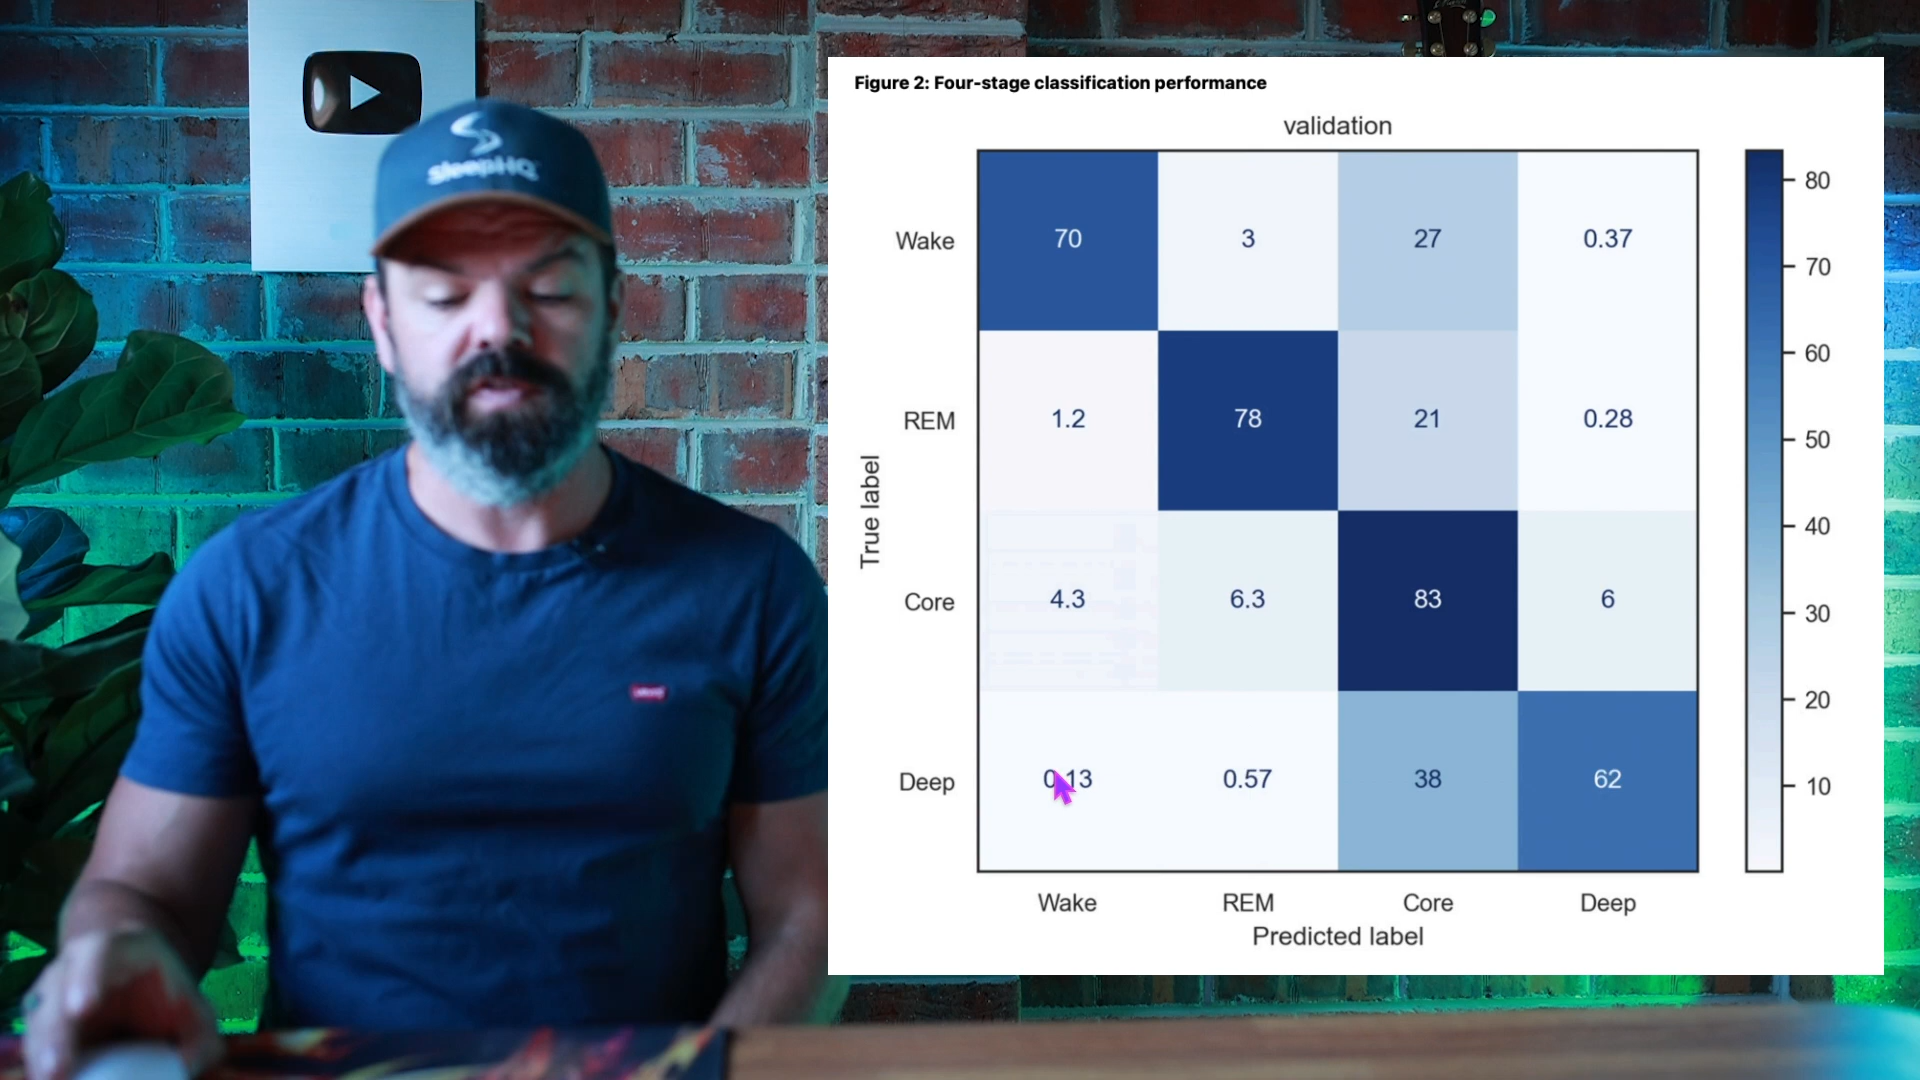 SleepHQ
Levi's
Figure 2: Four-stage classification performance
validation
Wake 70 3 27 0.37
REM 1.2 78 21 0.28
Core 4.3 6.3 83 6
Deep 0.13 0.57 38 62
Wake REM Core Deep
True label
Predicted label
80
70
60
50
40
30
20
10